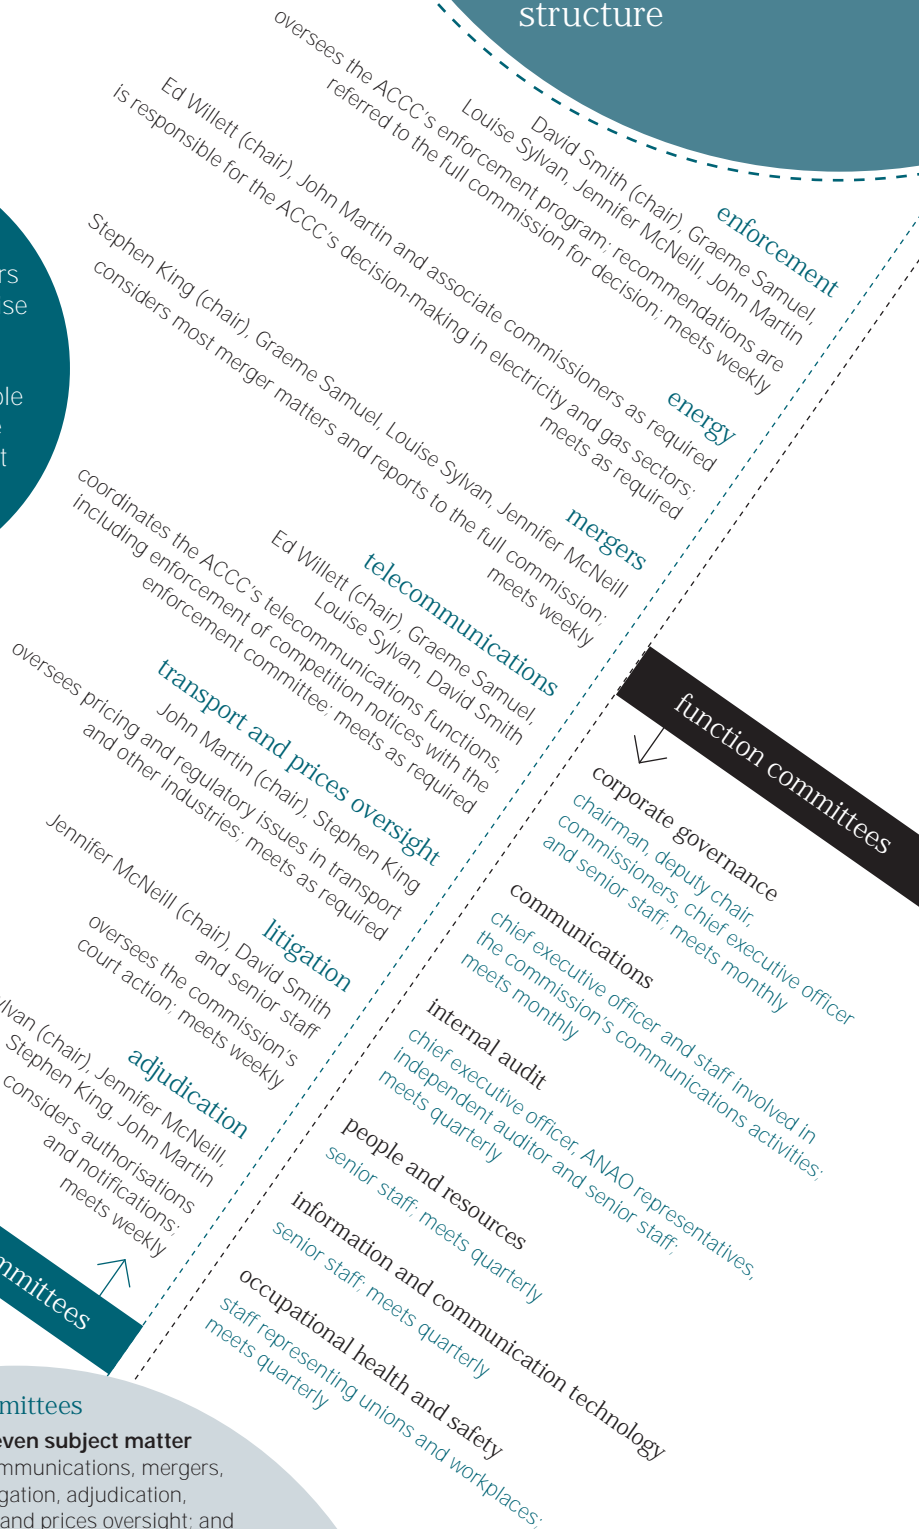 structure
enforcement
David Smith (chair), Graeme Samuel,
Louise Sylvan, Jennifer McNeill, John Martin
oversees the ACCC's enforcement program; recommendations are
referred to the full commission for decision; meets weekly
energy
Ed Willett (chair), John Martin and associate commissioners as required
is responsible for the ACCC's decision-making in electricity and gas sectors;
meets as required
mergers
Stephen King (chair), Graeme Samuel, Louise Sylvan, Jennifer McNeill
considers most merger matters and reports to the full commission;
meets weekly
telecommunications
Ed Willett (chair), Graeme Samuel,
Louise Sylvan, David Smith
coordinates the ACCC's telecommunications functions,
including enforcement of competition notices with the
enforcement committee; meets as required
transport and prices oversight
John Martin (chair), Stephen King
oversees pricing and regulatory issues in transport
and other industries; meets as required
litigation
Jennifer McNeill (chair), David Smith
and senior staff
oversees the commission's
court action; meets weekly
adjudication
(chair), Jennifer McNeill,
Stephen King, John Martin
considers authorisations
and notifications;
meets weekly
function committees
corporate governance
chairman, deputy chair,
commissioners, chief executive officer
and senior staff; meets monthly
communications
chief executive officer and staff involved in
the commission's communications activities;
meets monthly
internal audit
chief executive officer, ANAO representatives,
independent auditor and senior staff;
meets quarterly
people and resources
senior staff; meets quarterly
information and communication technology
senior staff; meets quarterly
occupational health and safety
staff representing unions and workplaces;
meets quarterly
subject matter
mergers,
adjudication,
and prices oversight; and